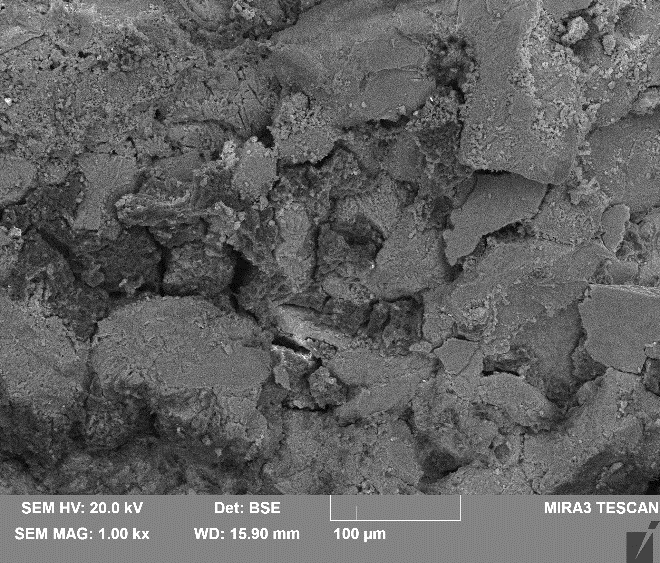 SEM HV: 20.0 kV Det: BSE MIRA3 TESCAN
SEM MAG: 1.00 kx WD: 15.90 mm 100 µm